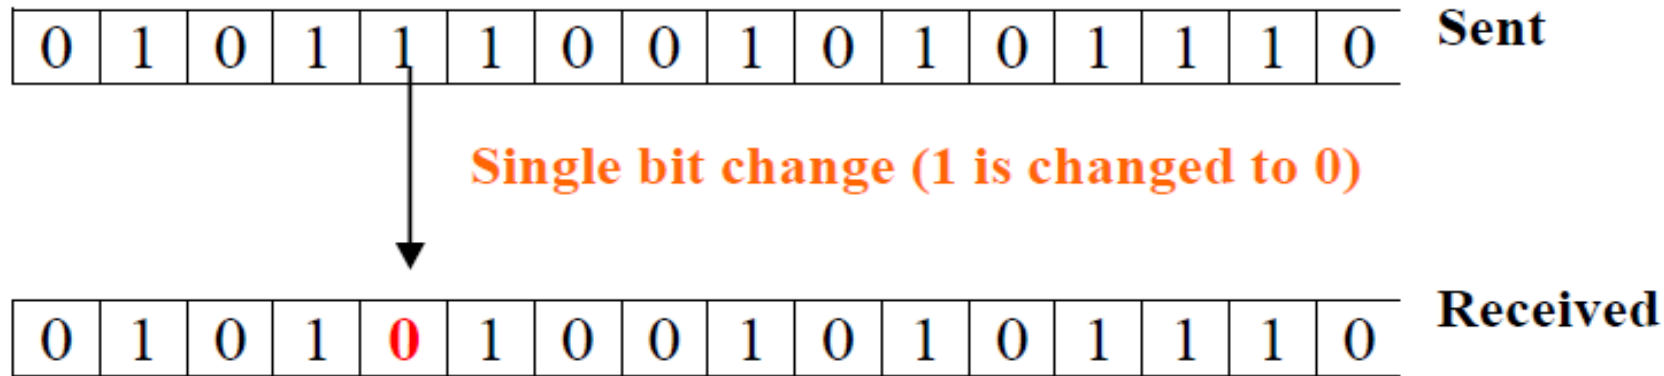 0 1 0 1 1 1 0 0 1 0 1 0 1 1 1 0 Sent
Single bit change (1 is changed to 0)
0 1 0 1 0 1 0 0 1 0 1 0 1 1 1 0 Received